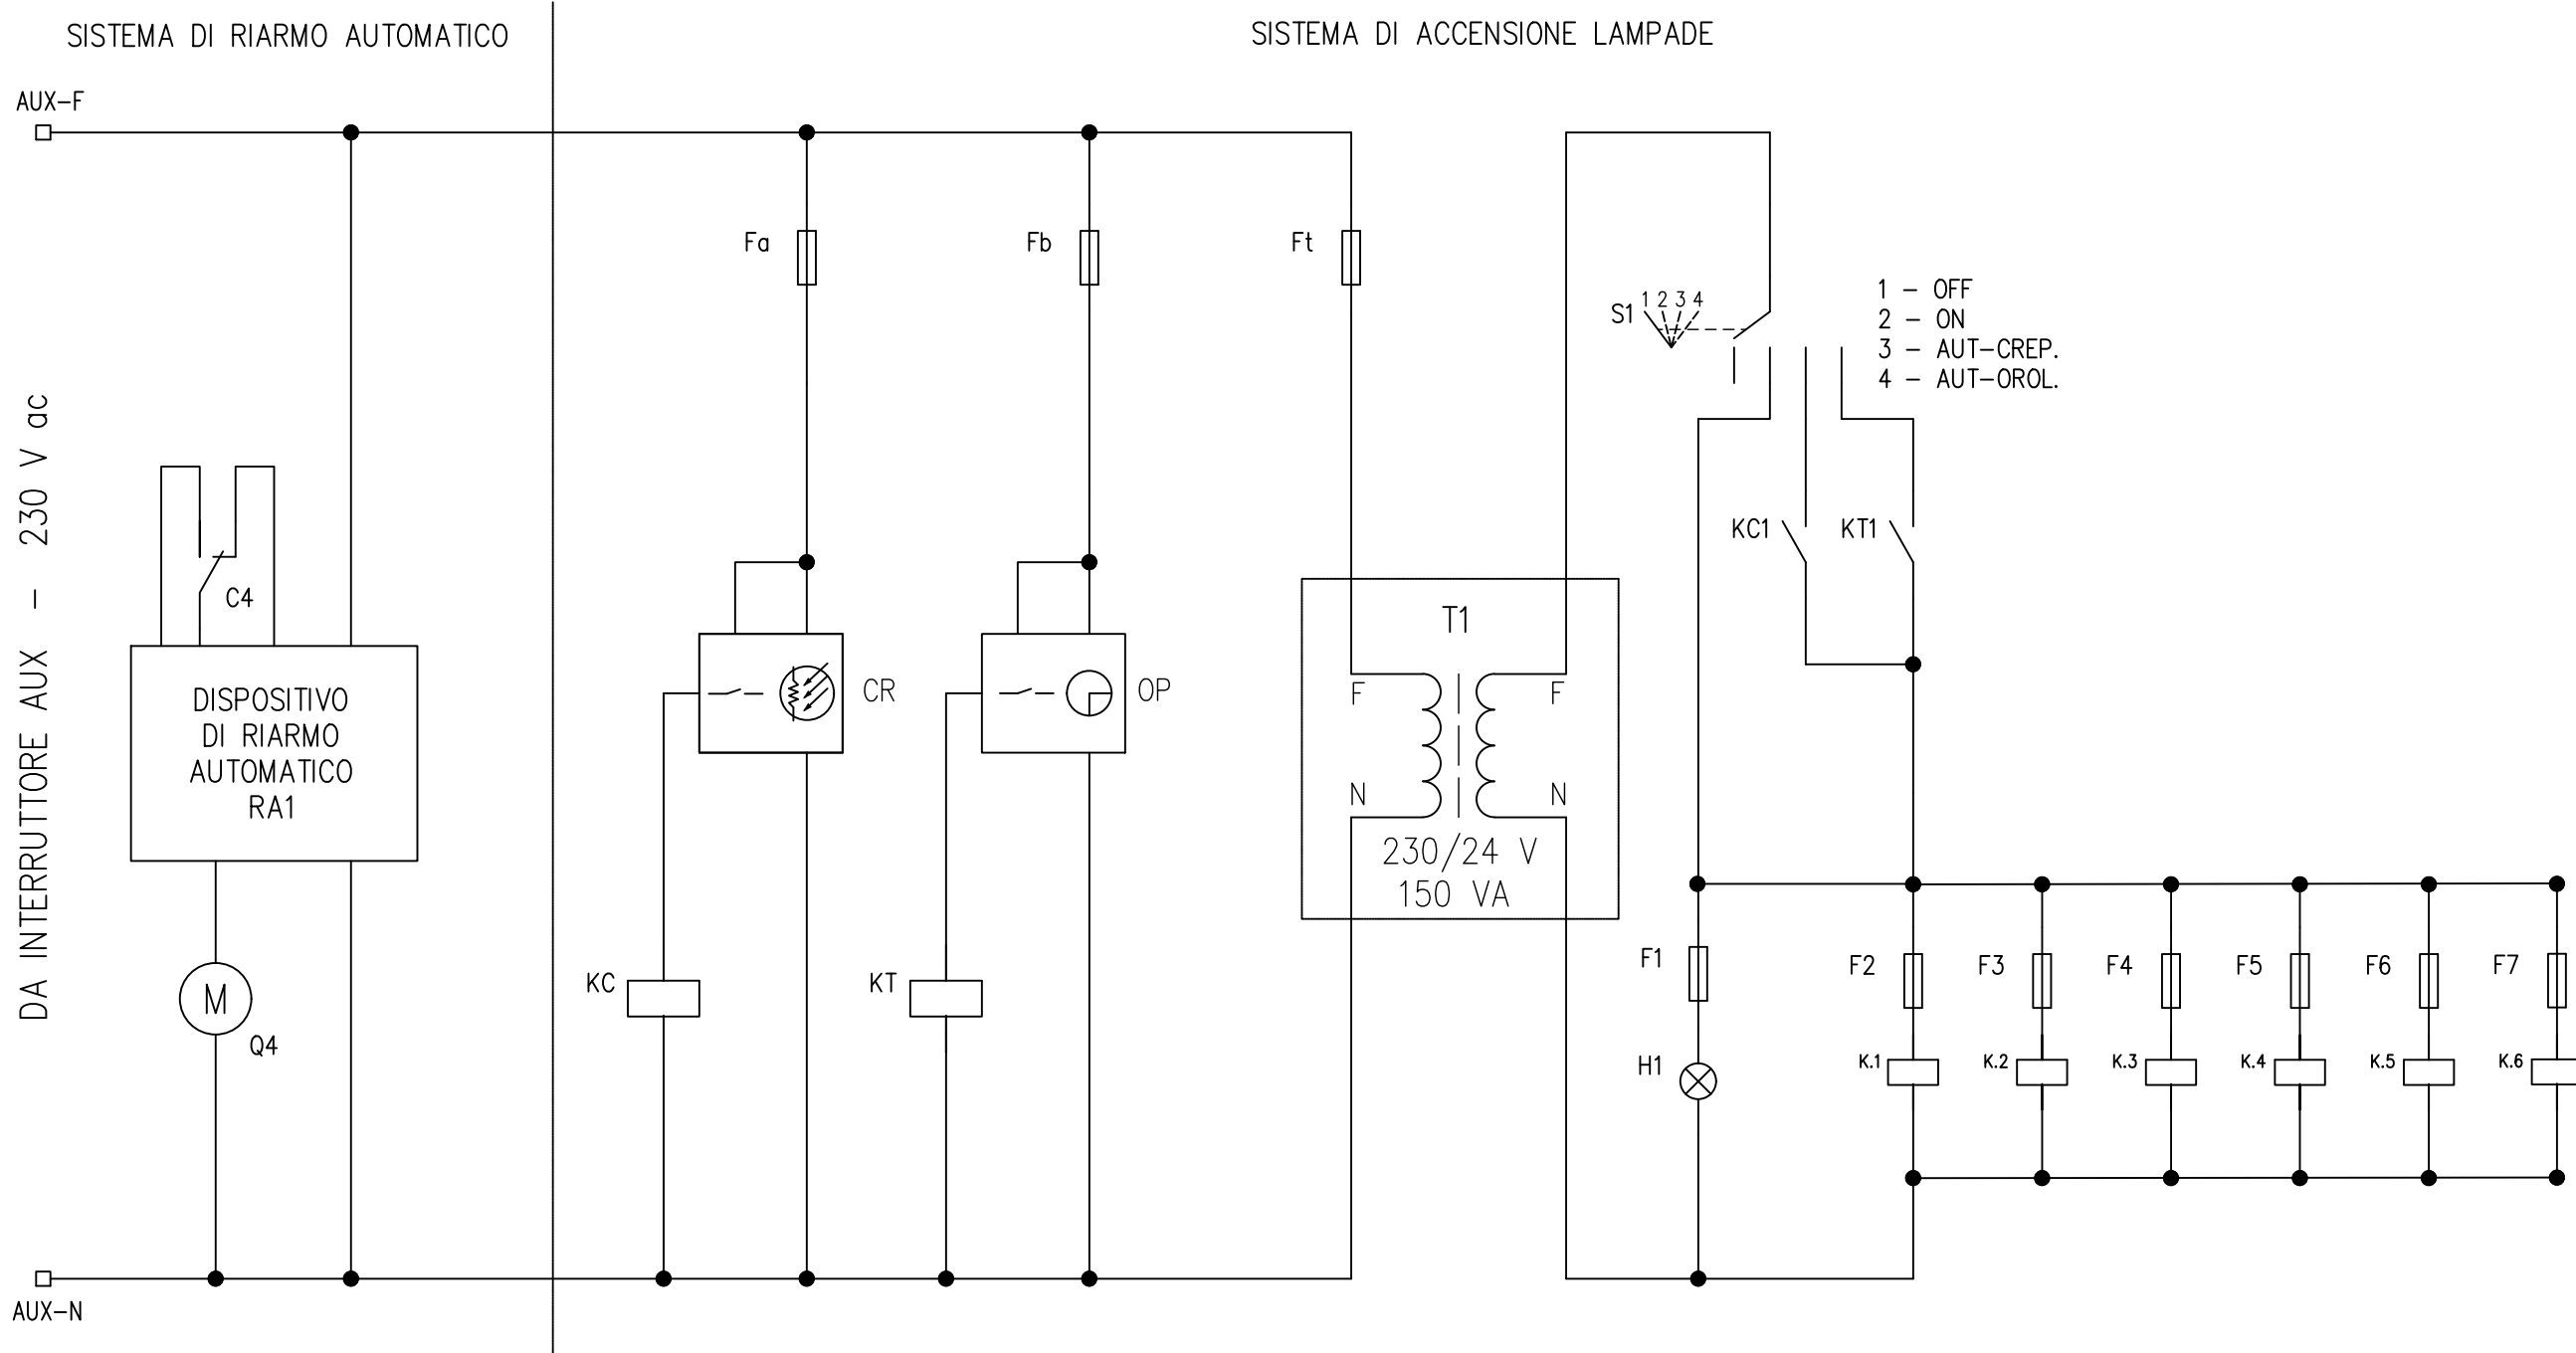 SISTEMA DI RIARMO AUTOMATICO
SISTEMA DI ACCENSIONE LAMPADE
AUX-F
DA INTERRUTTORE AUX - 230 V ac
C4
DISPOSITIVO
DI RIARMO
AUTOMATICO
RA1
M
Q4
AUX-N
Fa
Fb
Ft
CR
OP
KC
KT
T1
F
F
N
N
230/24 V
150 VA
S1
1 2 3 4
1 - OFF
2 - ON
3 - AUT-CREP.
4 - AUT-OROL.
KC1
KT1
F1
F2
F3
F4
F5
F6
F7
H1
K.1
K.2
K.3
K.4
K.5
K.6